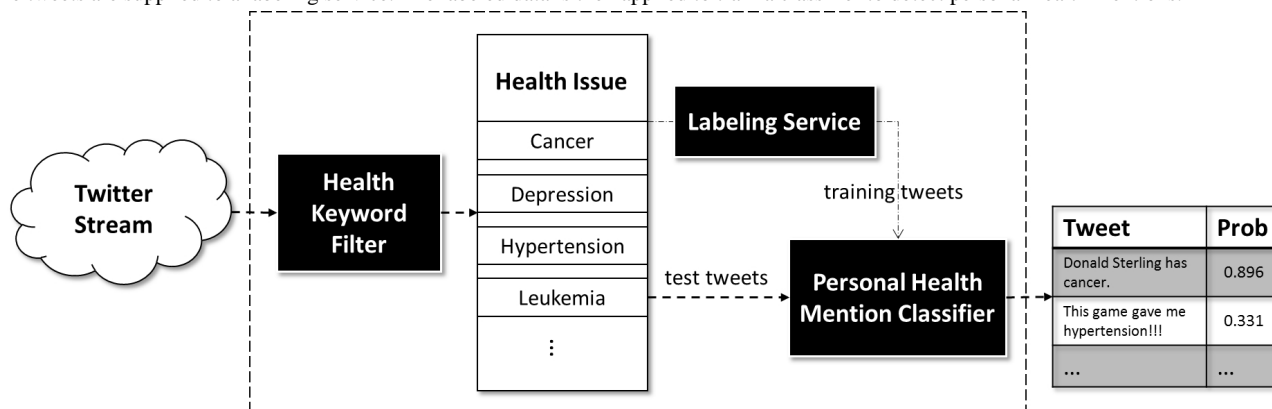 Twitter
Stream
Health
Keyword
Filter
Health Issue
Cancer
Depression
Hypertension
Leukemia
⋮
Labeling Service
training tweets
test tweets
Personal Health
Mention Classifier
Tweet Prob
Donald Sterling has
cancer.
0.896
This game gave me
hypertension!!!
0.331
... ...